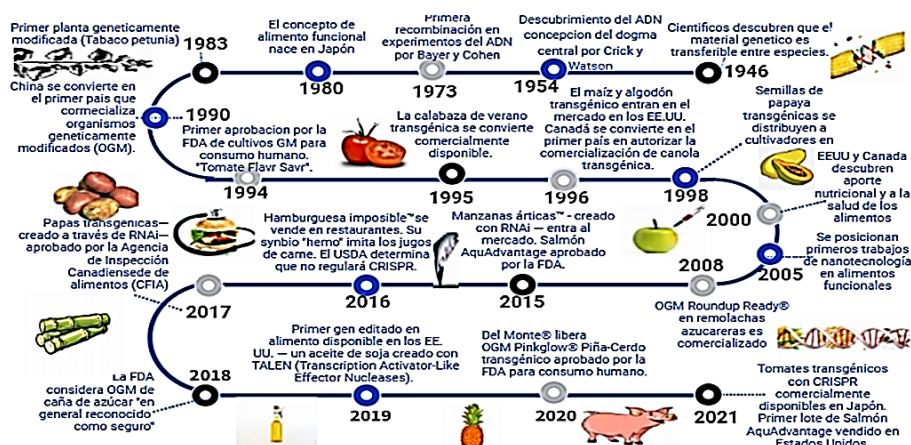 Primer planta geneticamente
modificada (Tabaco petunia)
1983
El concepto de
alimento funcional
nace en Japón
1980
Primera
recombinación en
experimentos del ADN
por Bayer y Cohen
1973
Descubrimiento del ADN
concepcion del dogma
central por Crick y
Watson
1954
Cientificos descubren que el
material genetico es
transferible entre especies.
1946
China se convierte en
el primer pais que
cormecializa
organismos
geneticamente
modificados (OGM).
1990
Primer aprobacion por la
FDA de cultivos GM para
consumo humano.
"Tomate Flavr Savr".
1994
La calabaza de verano
transgénica se convierte
comercialmente
disponible.
1995
El maíz y algodón
transgénico entran en el
mercado en los EE.UU.
Canadá se convierte en el
primer país en autorizar la
comercialización de canola
transgénica.
1996
Semillas de
papaya
transgénicas se
distribuyen a
cultivadores en
1998
EEUU y Canada
descubren
aporte
nutricional y a la
salud de los
alimentos
2000
Se posicionan
primeros trabajos
de nanotecnología
en alimentos
funcionales
2005
OGM Roundup Ready®
en remolachas
azucareras es
comercializado
2008
Manzanas árticas™ - creado
con RNAi — entra al
mercado. Salmón
AquAdvantage aprobado
por la FDA.
2015
Hamburguesa imposible™se
vende en restaurantes. Su
synbio "hemo" imita los jugos
de carne. El USDA determina
que no regulará CRISPR.
2016
Papas transgenicas—
creado a través de RNAi—
aprobado por la Agencia
de Inspección
Canadiensede de
alimentos (CFIA)
2017
La FDA
considera OGM de
caña de azúcar "en
general reconocido
como seguro"
2018
Primer gen editado en
alimento disponible en los EE.
UU. — un aceite de soja creado con
TALEN (Transcription Activator-Like
Effector Nucleases).
2019
Del Monte® libera
OGM Pinkglow® Piña-Cerdo
transgénico aprobado por la
FDA para consumo humano.
2020
Tomates transgénicos
con CRISPR
comercialmente
disponibles en Japón.
Primer lote de Salmón
AquAdvantage vendido en
Estados Unidos
2021